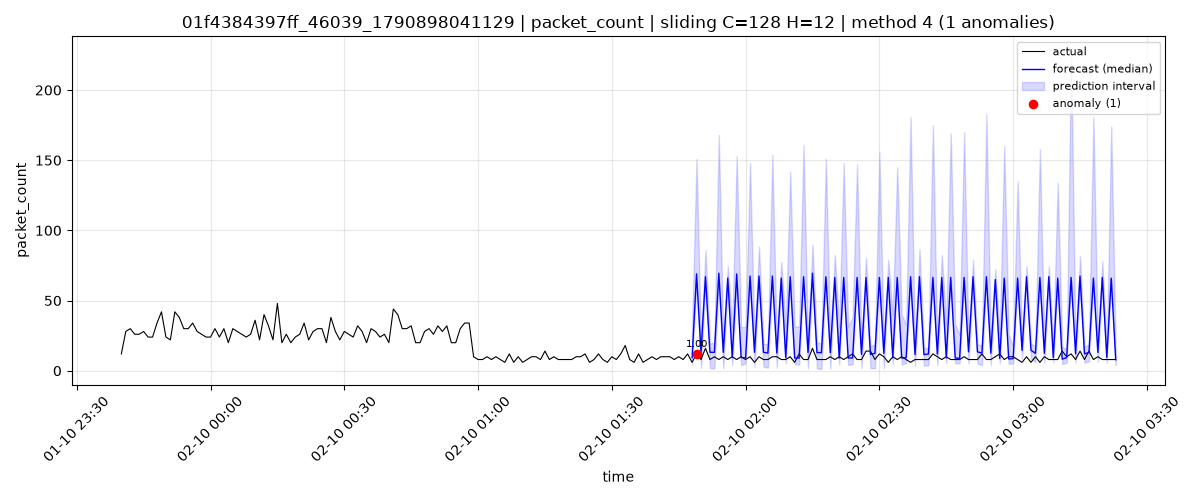 01f4384397ff_46039_1790898041129 | packet_count | sliding C=128 H=12 | method 4 (1 anomalies)
actual
forecast (median)
prediction interval
anomaly (1)
packet_count
200
150
100
50
0
1.00
01-10 23:30
02-10 00:00
02-10 00:30
02-10 01:00
02-10 01:30
02-10 02:00
02-10 02:30
02-10 03:00
02-10 03:30
time